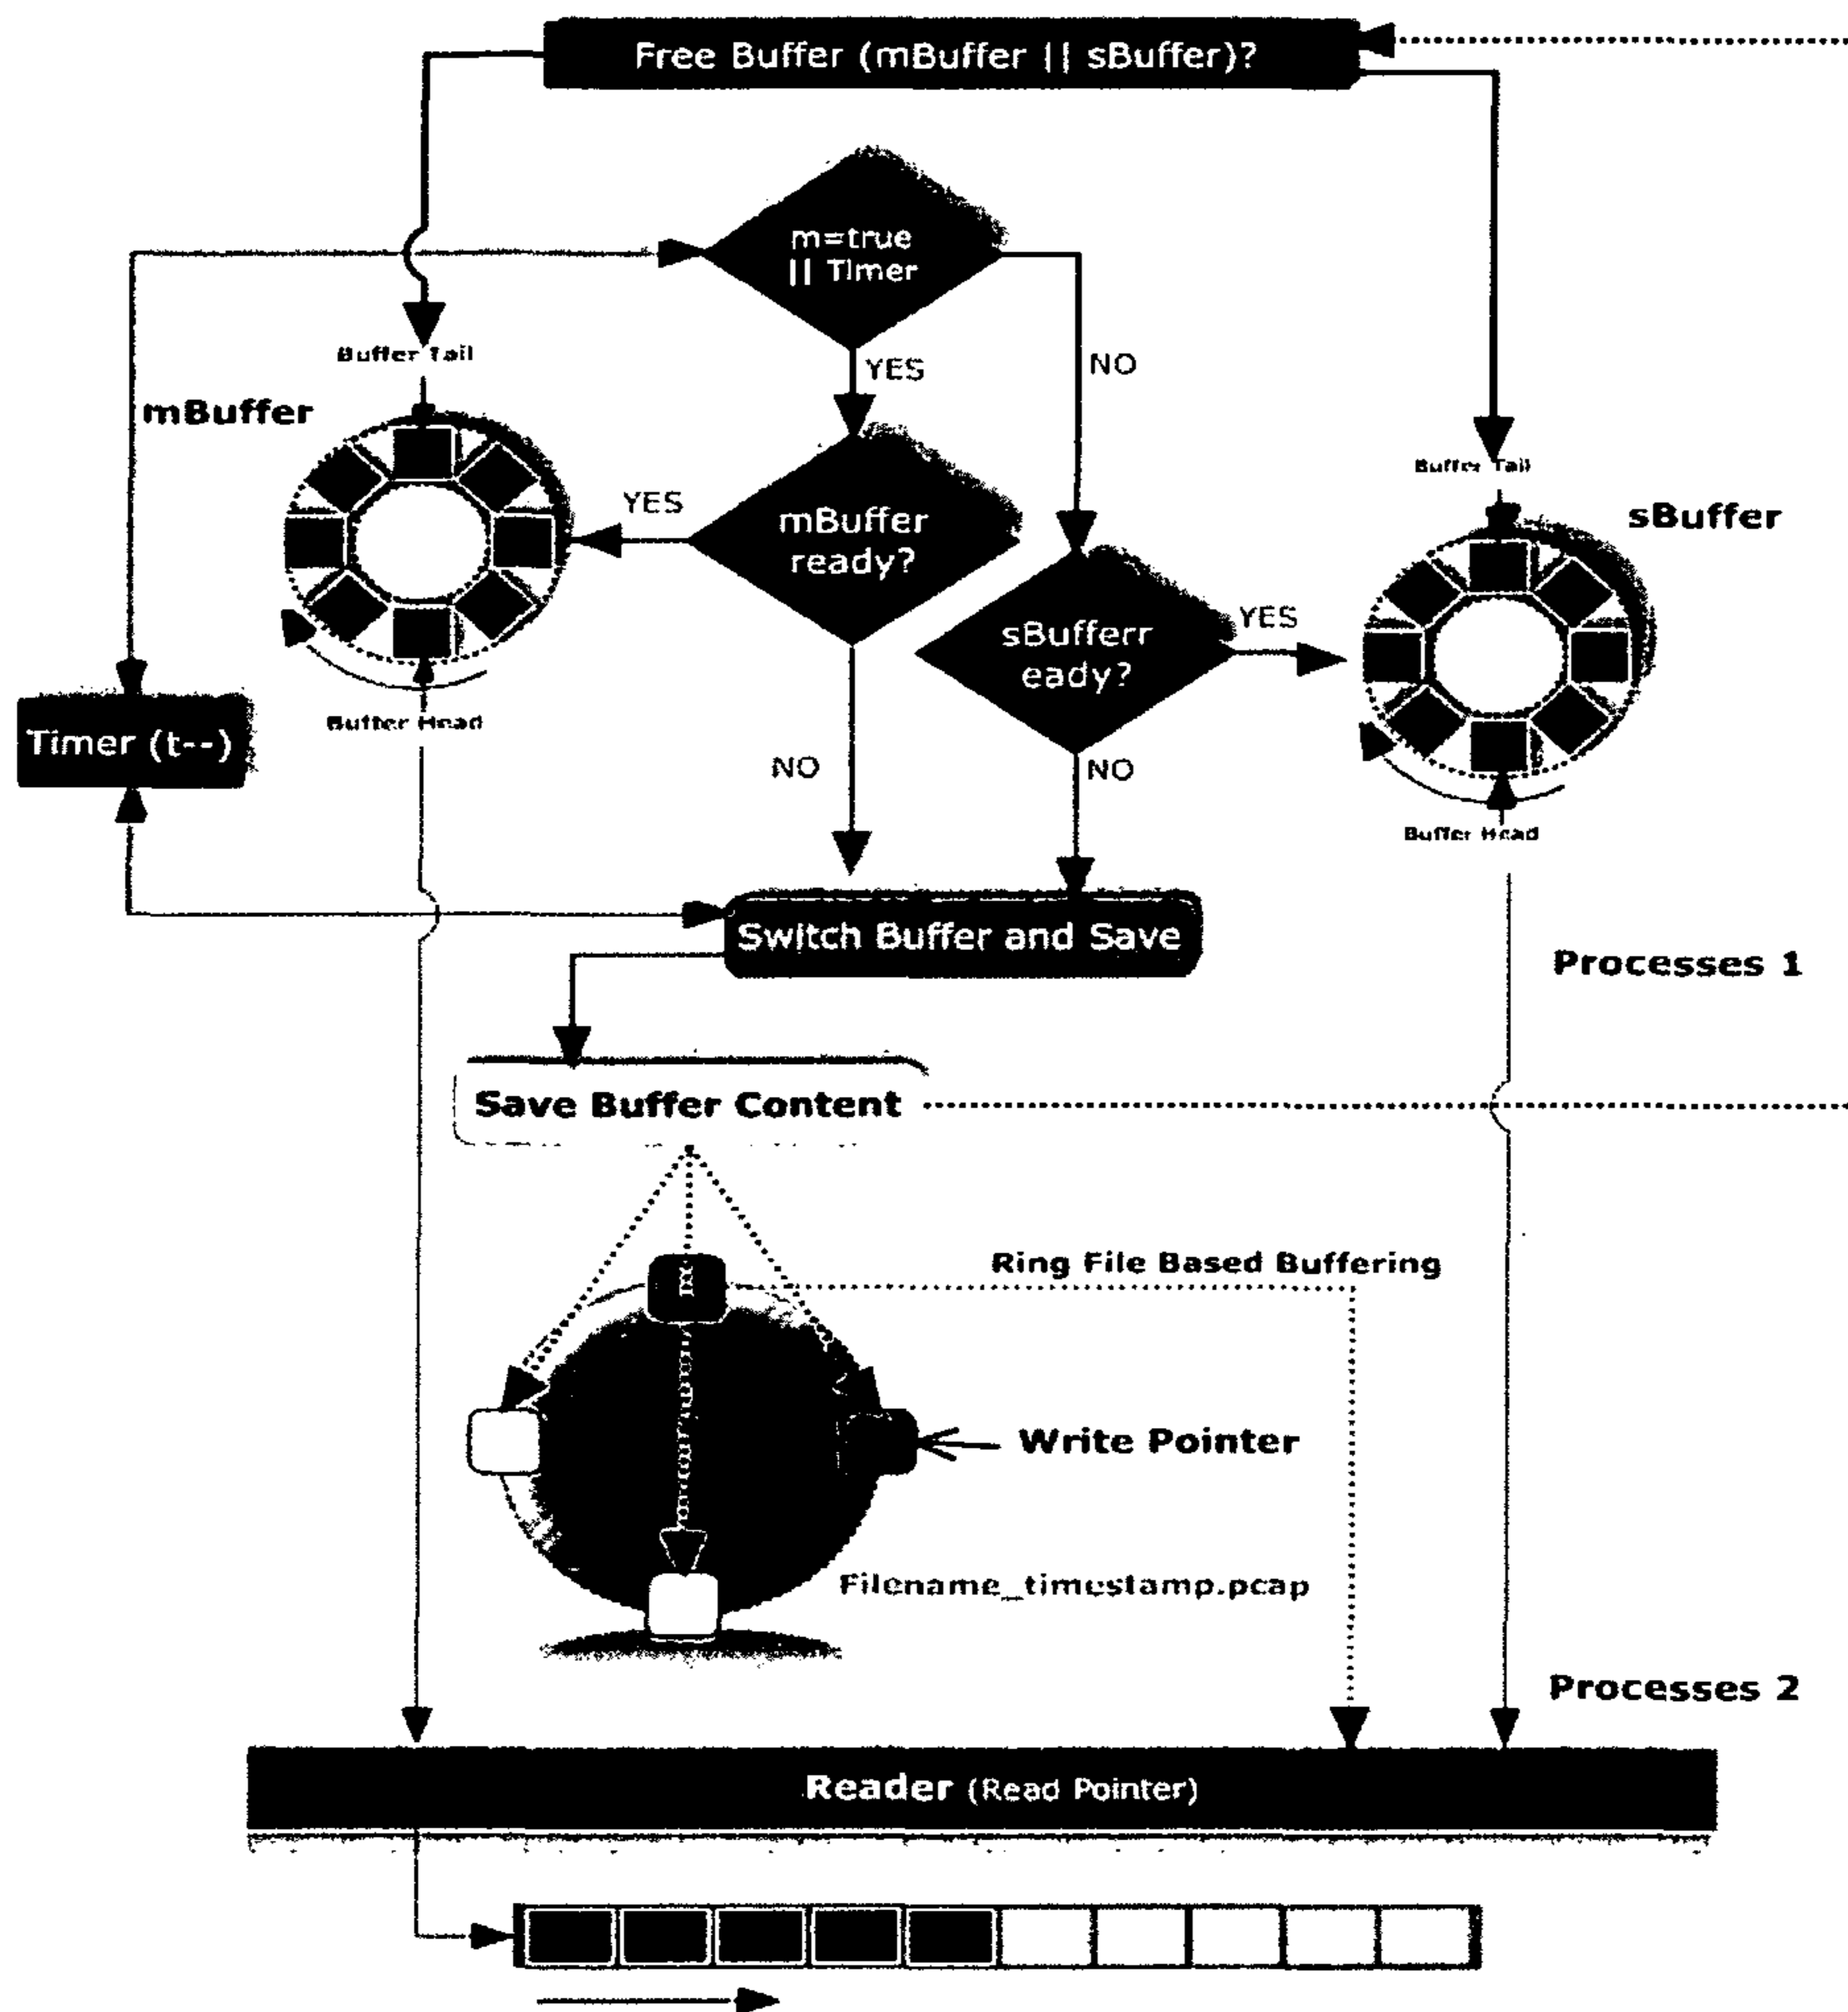 Free Buffer (mBuffer || sBuffer)?
m=true
|| Timer
YES
NO
Buffer Tail
mBuffer
YES
mBuffer
ready?
Buffer Tail
sBuffer
sBufferr
eady?
YES
Timer (t--)
Buffer Head
NO
NO
Buffer Head
Switch Buffer and Save
Processes 1
Save Buffer Content
Ring File Based Buffering
Write Pointer
Filename_timestamp.pcap
Processes 2
Reader (Read Pointer)